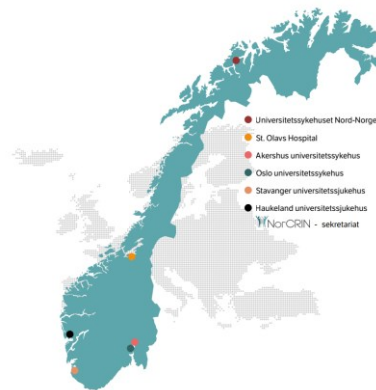 Universitetssykehuset Nord-Norge
St. Olavs Hospital
Akershus universitetssykehus
Oslo universitetssykehus
Stavanger universitetssjukehus
Haukeland universitetssjukehus
NorCRIN - sekretariat